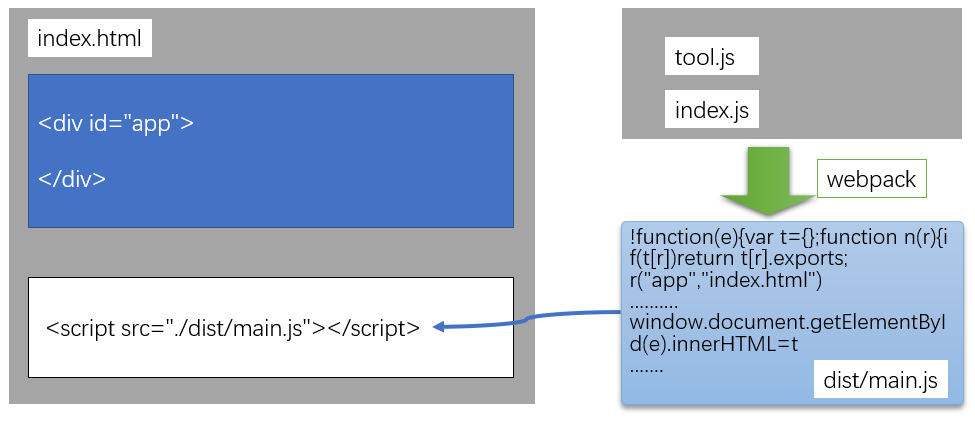 index.html
<div id="app">
</div>
<script src="./dist/main.js"></script>
tool.js
index.js
webpack
!function(e){var t={};function n(r){i
f(t[r])return t[r].exports;
r("app","index.html")
..........
window.document.getElementByI
d(e).innerHTML=t
.......
dist/main.js